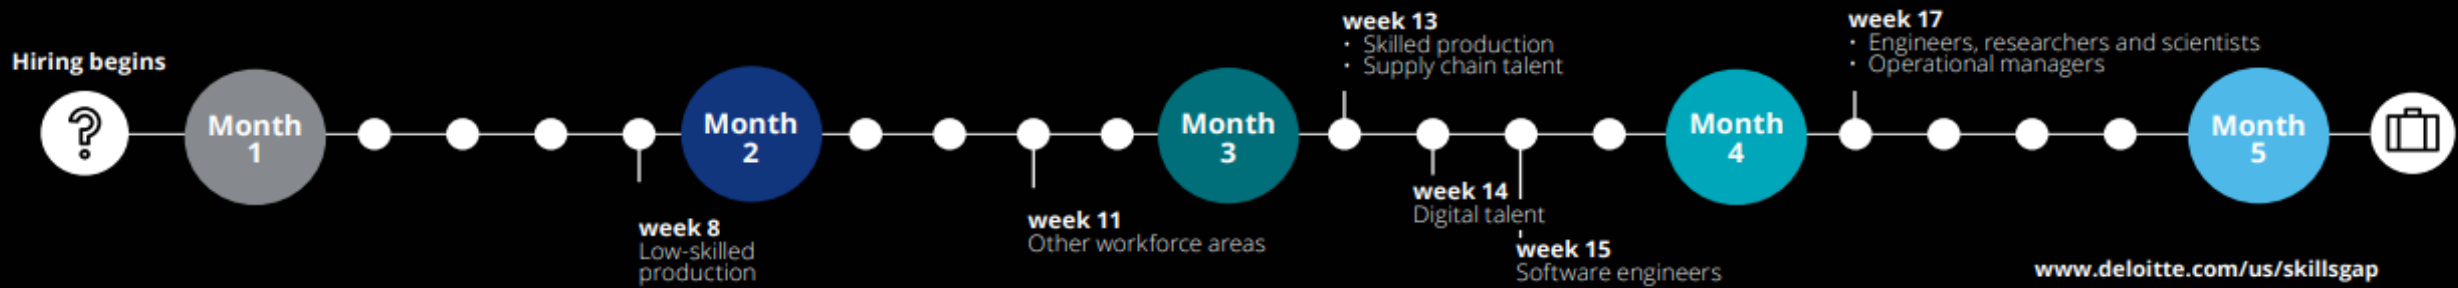 Hiring begins
Month
1
week 8
Low-skilled
production
Month
2
week 11
Other workforce areas
Month
3
week 13
• Skilled production
• Supply chain talent
week 14
Digital talent
week 15
Software engineers
Month
4
week 17
• Engineers, researchers and scientists
• Operational managers
Month
5
www.deloitte.com/us/skillsgap